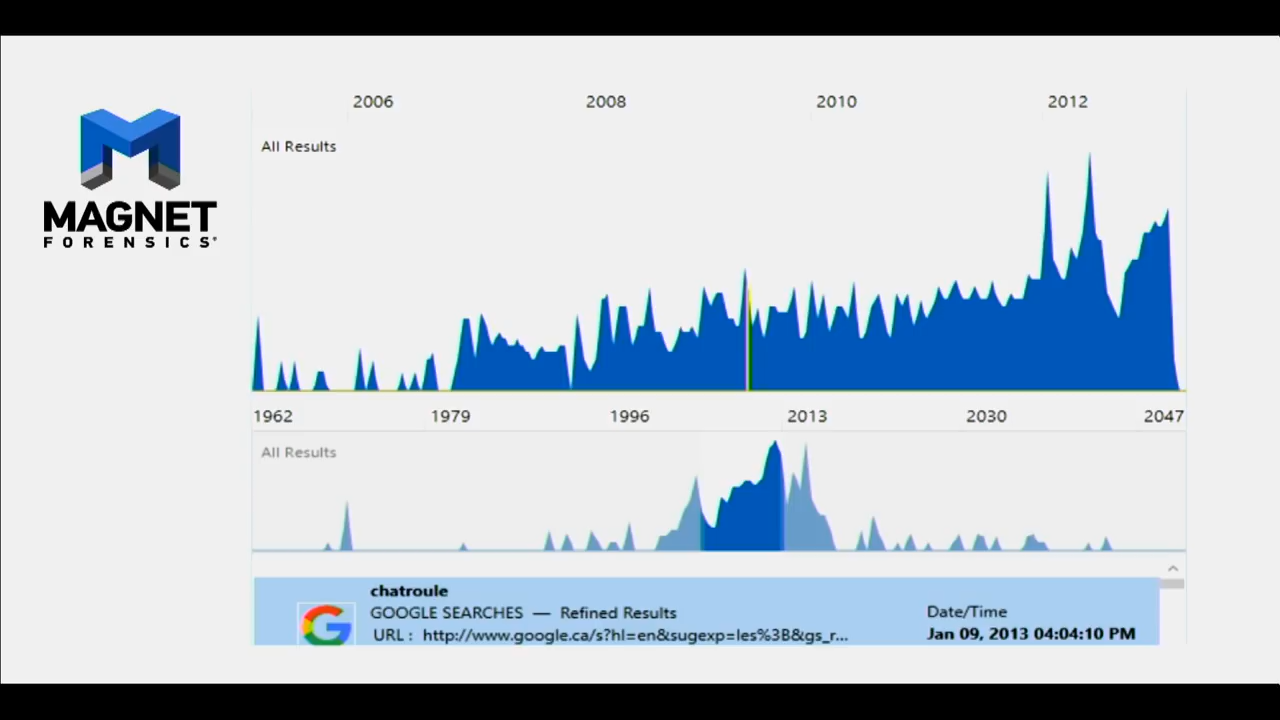 MAGNET
FORENSICS®
2006 2008 2010 2012
All Results
1962 1979 1996 2013 2030 2047
All Results
chatroule
GOOGLE SEARCHES — Refined Results
URL : http://www.google.ca/s?hl=en&sugexp=les%3B&gs_r...
Date/Time
Jan 09, 2013 04:04:10 PM